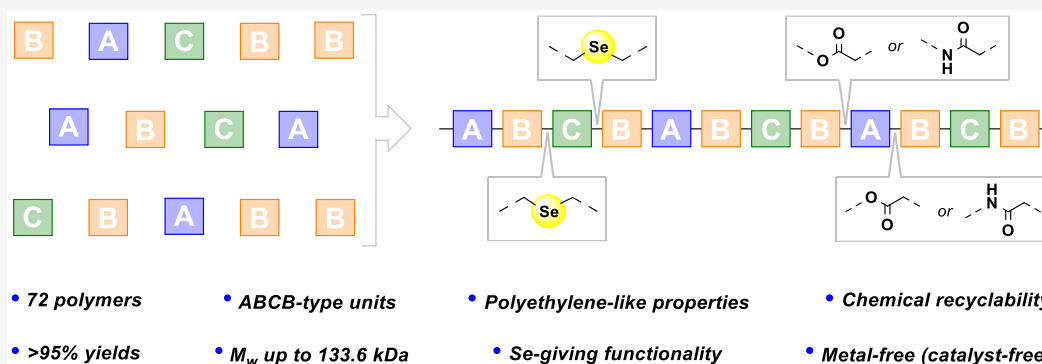 B A C B B
A B C A
C B A B B
Se
O
O
or
O
N
H
A B C B A B C B A B C B
Se
O
O
or
H
N
O
• 72 polymers
• ABCB-type units
• Polyethylene-like properties
• Chemical recyclability
• >95% yields
• Mw up to 133.6 kDa
• Se-giving functionality
• Metal-free (catalyst-free